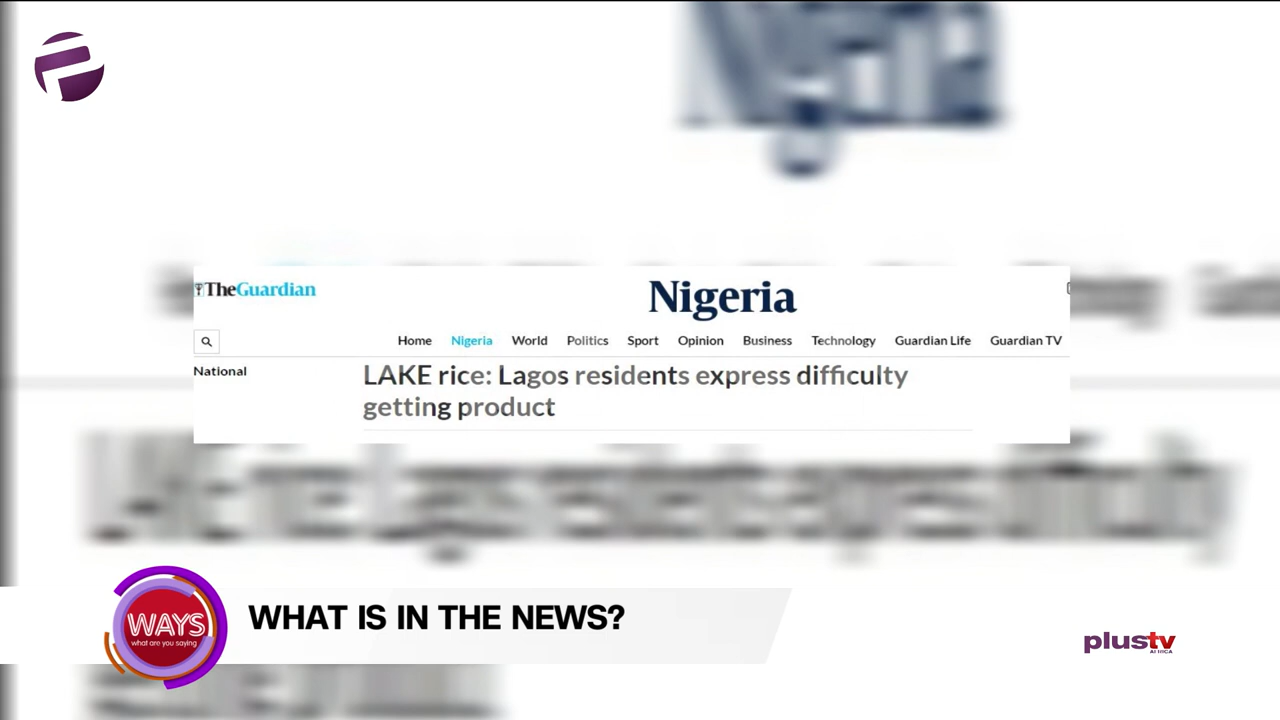 TheGuardian
Nigeria
Home Nigeria World Politics Sport Opinion Business Technology Guardian Life Guardian TV
National
LAKE rice: Lagos residents express difficulty
getting product
WHAT IS IN THE NEWS?
WAYS
what are you saying
plustv
AFRICA